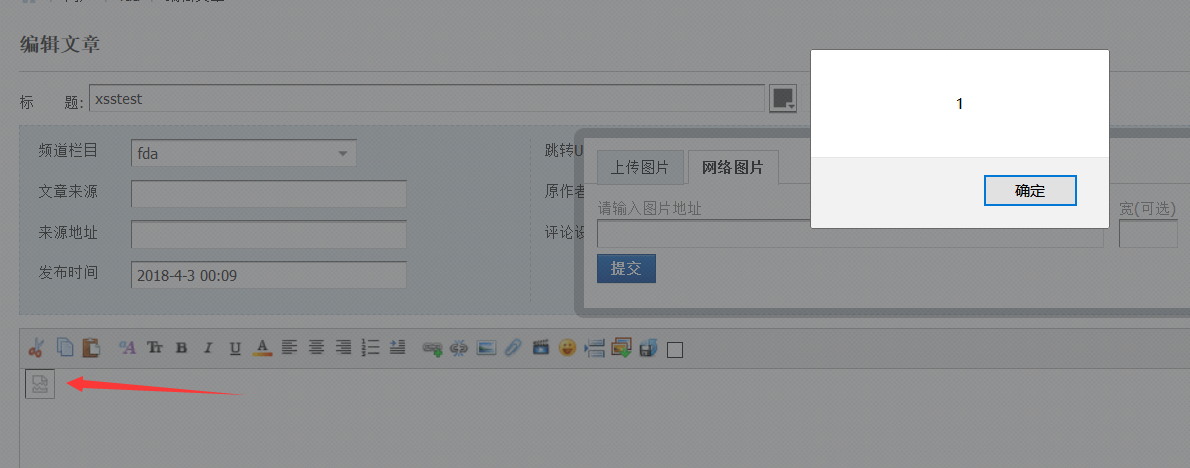 编辑文章
标 题: xsstest
频道栏目 fda
跳转U
文章来源
原作者
来源地址
评论设
发布时间 2018-4-3 00:09
上传图片 网络图片
请输入图片地址 宽(可选)
提交
1
确定
A Tr B I U A